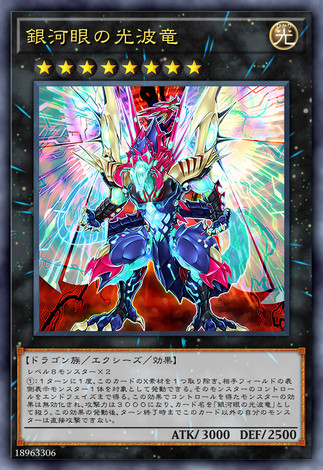 銀河眼の光波竜
光
【ドラゴン族／エクシーズ／効果】
レベル８モンスター×２
①：１ターンに１度、このカードのX素材を１つ取り除き、相手フィールドの表
側表示モンスター１体を対象として発動できる。そのモンスターのコントロー
ルをエンドフェイズまで得る。この効果でコントロールを得たモンスターの効
果は無効化され、攻撃力は３０００になり、カード名を「銀河眼の光波竜」とし
て扱う。この効果の発動後、ターン終了時までこのカード以外の自分のモンス
ターは直接攻撃できない。
ATK/ 3000 DEF/2500
18963306